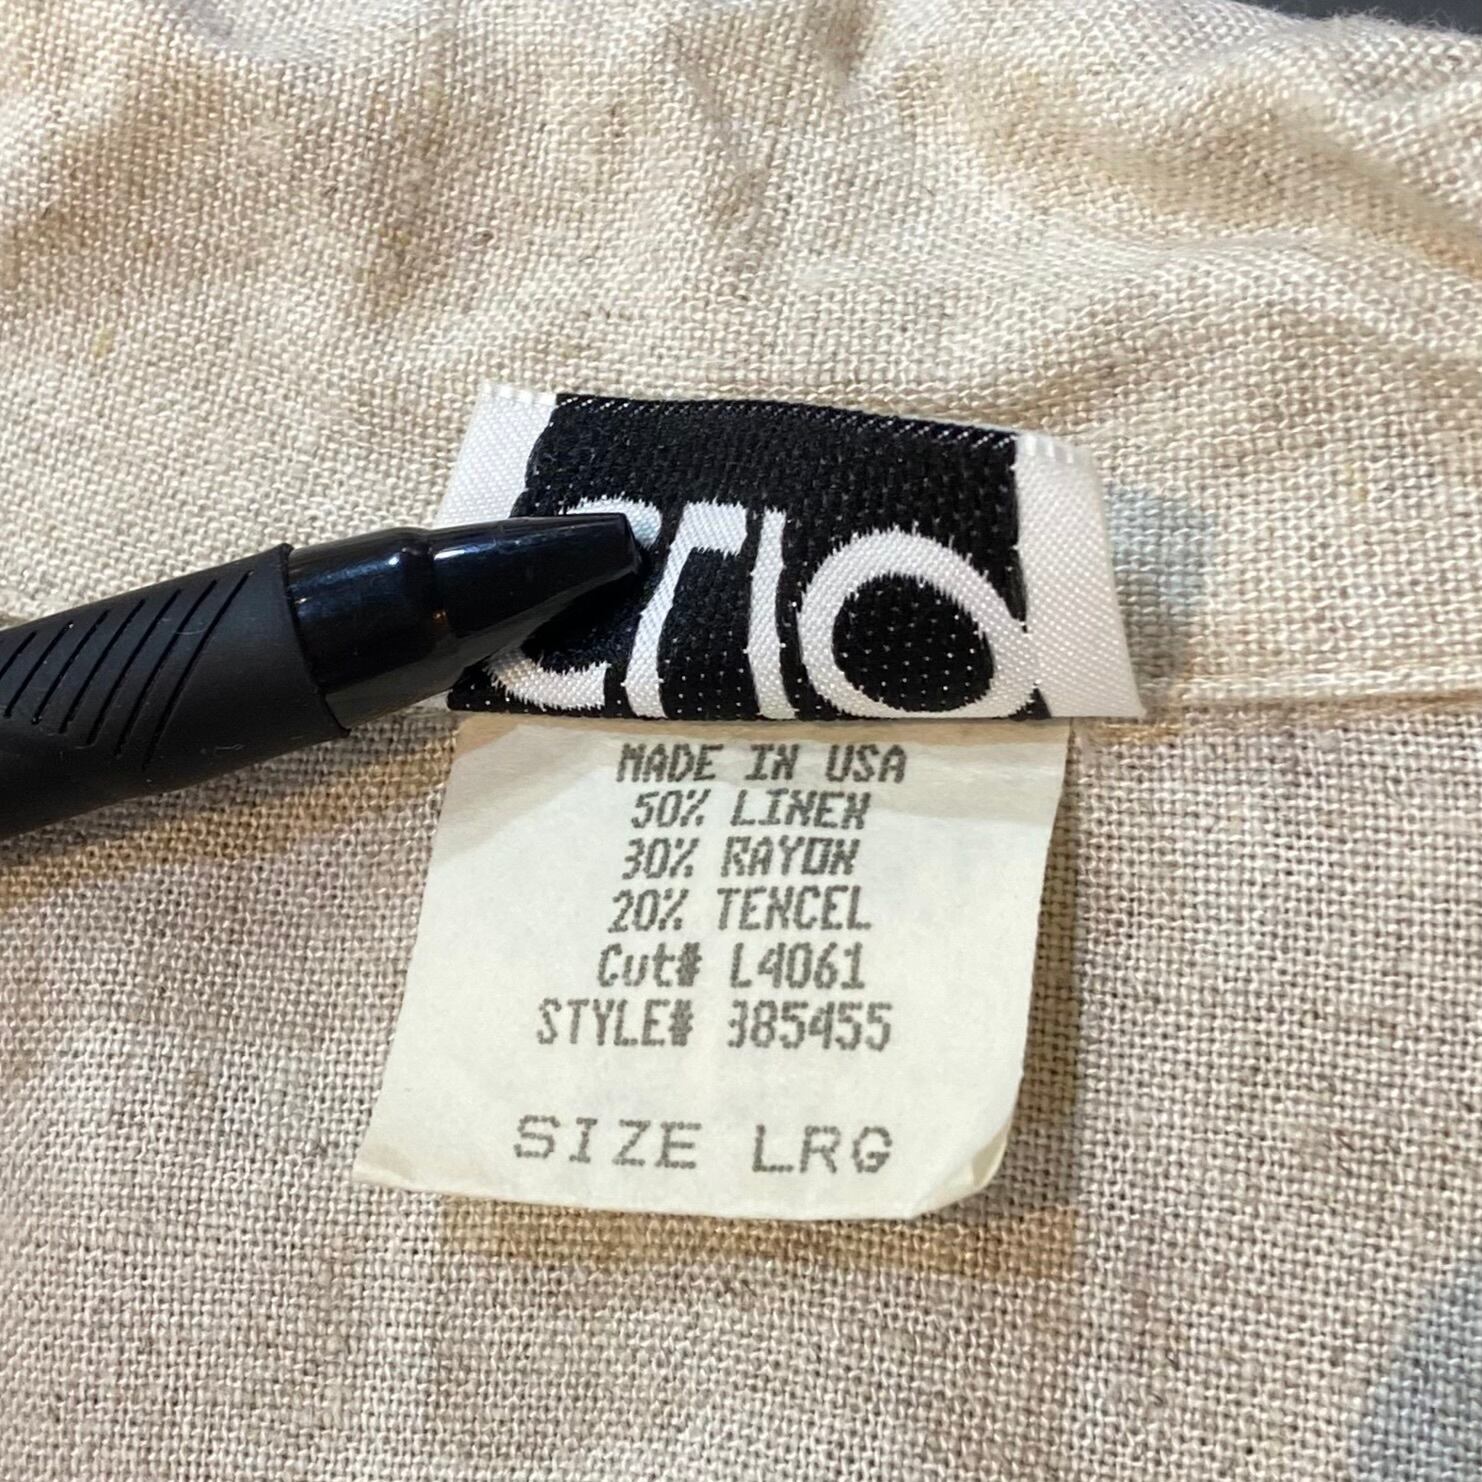 MADE IN USA
50% LINEN
30% RAYON
20% TENCEL
Cut# L4061
STYLE# 385455
SIZE LRG